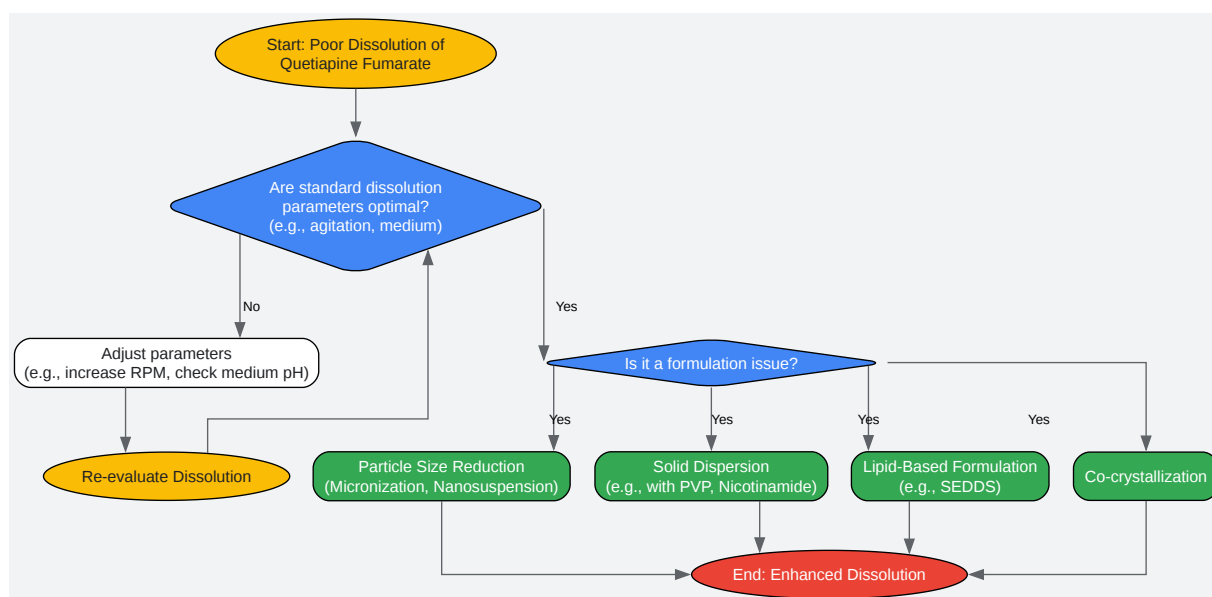 Start: Poor Dissolution of
Quetiapine Fumarate
Are standard dissolution
parameters optimal?
(e.g., agitation, medium)
No
Yes
Adjust parameters
(e.g., increase RPM, check medium pH)
Is it a formulation issue?
Yes
Yes
Yes
Yes
Re-evaluate Dissolution
Particle Size Reduction
(Micronization, Nanosuspension)
Solid Dispersion
(e.g., with PVP, Nicotinamide)
Lipid-Based Formulation
(e.g., SEDDS)
Co-crystallization
End: Enhanced Dissolution